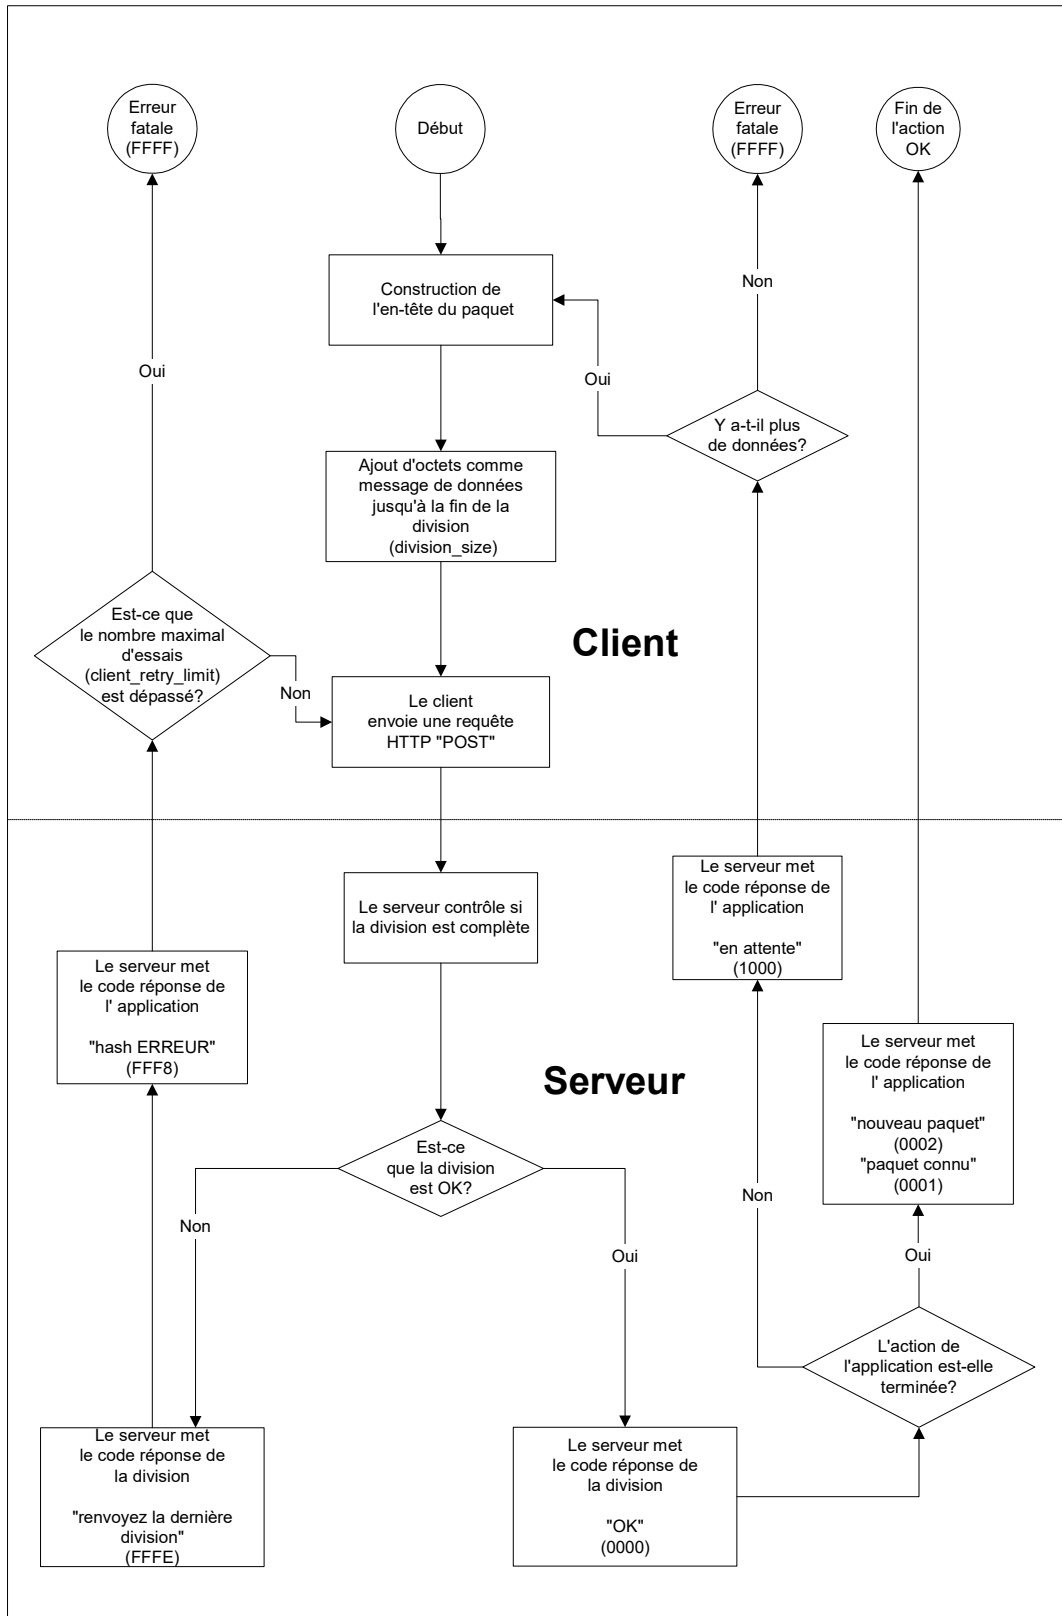 Erreur
fatale
(FFFF)
Début
Erreur
fatale
(FFFF)
Fin de
l'action
OK
Construction de
l'en-tête du paquet
Non
Oui
Oui
Y a-t-il plus
de données?
Ajout d'octets comme
message de données
jusqu'à la fin de la
division
(division_size)
Est-ce que
le nombre maximal
d'essais
(client_retry_limit)
est dépassé?
Client
Non
Le client
envoie une requête
HTTP "POST"
Le serveur met
le code réponse de
l' application
"en attente"
(1000)
Le serveur contrôle si
la division est complète
Le serveur met
le code réponse de
l' application
"hash ERREUR"
(FFF8)
Le serveur met
le code réponse de
l' application
"nouveau paquet"
(0002)
"paquet connu"
(0001)
Serveur
Est-ce
que la division
est OK?
Non
Non
Oui
Oui
L'action de
l'application est-elle
terminée?
Le serveur met
le code réponse de
la division
"renvoyez la dernière
division"
(FFFE)
Le serveur met
le code réponse de
la division
"OK"
(0000)